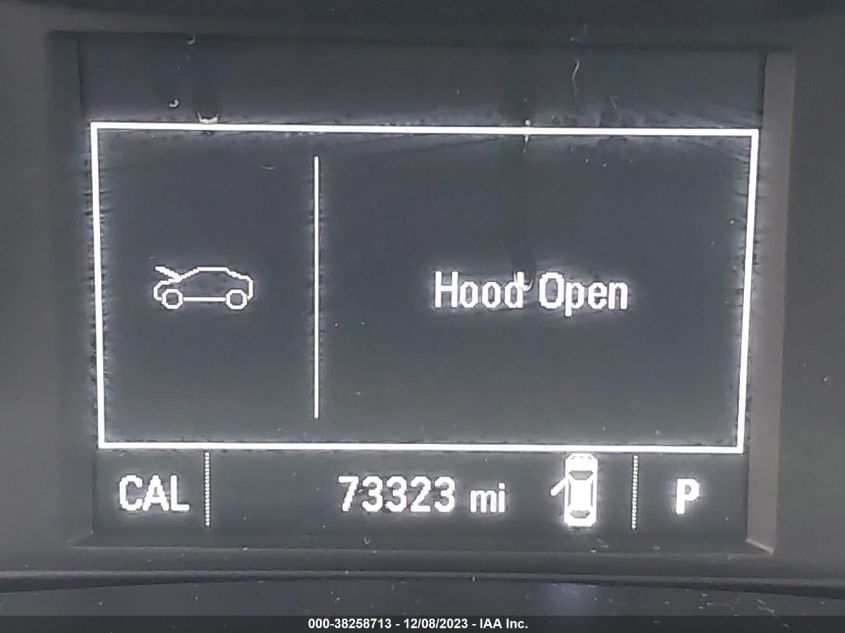 Hood Open
CAL 73323 mi P
000-38258713 - 12/08/2023 - IAA Inc.